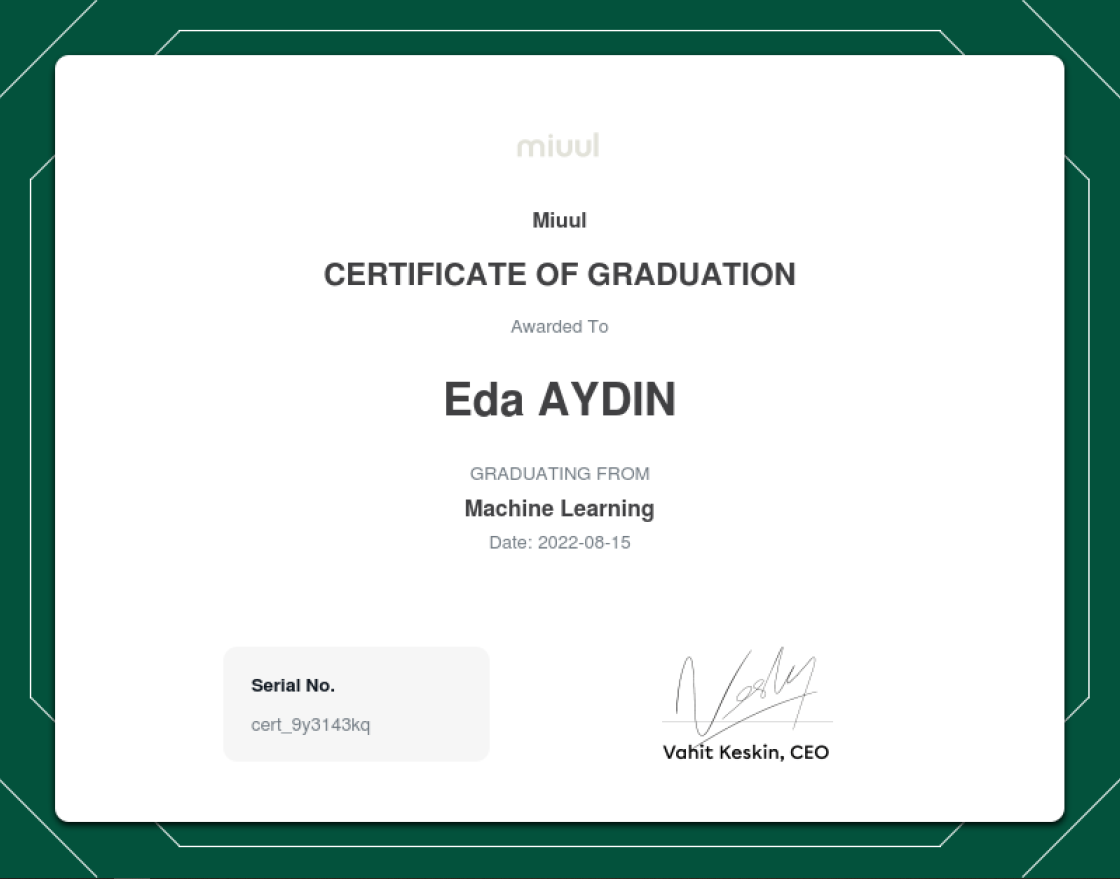 miuul
Miuul
CERTIFICATE OF GRADUATION
Awarded To
Eda AYDIN
GRADUATING FROM
Machine Learning
Date: 2022-08-15
Serial No.
cert_9y3143kq
Vahit Keskin, CEO